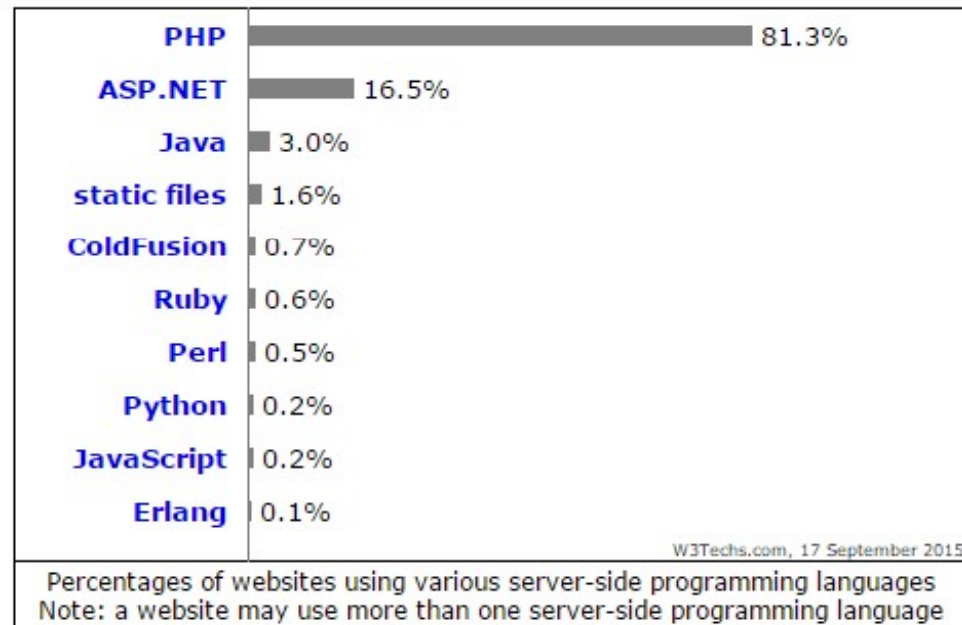 PHP 81.3%
ASP.NET 16.5%
Java 3.0%
static files 1.6%
ColdFusion 0.7%
Ruby 0.6%
Perl 0.5%
Python 0.2%
JavaScript 0.2%
Erlang 0.1%
W3Techs.com, 17 September 2015
Percentages of websites using various server-side programming languages
Note: a website may use more than one server-side programming language